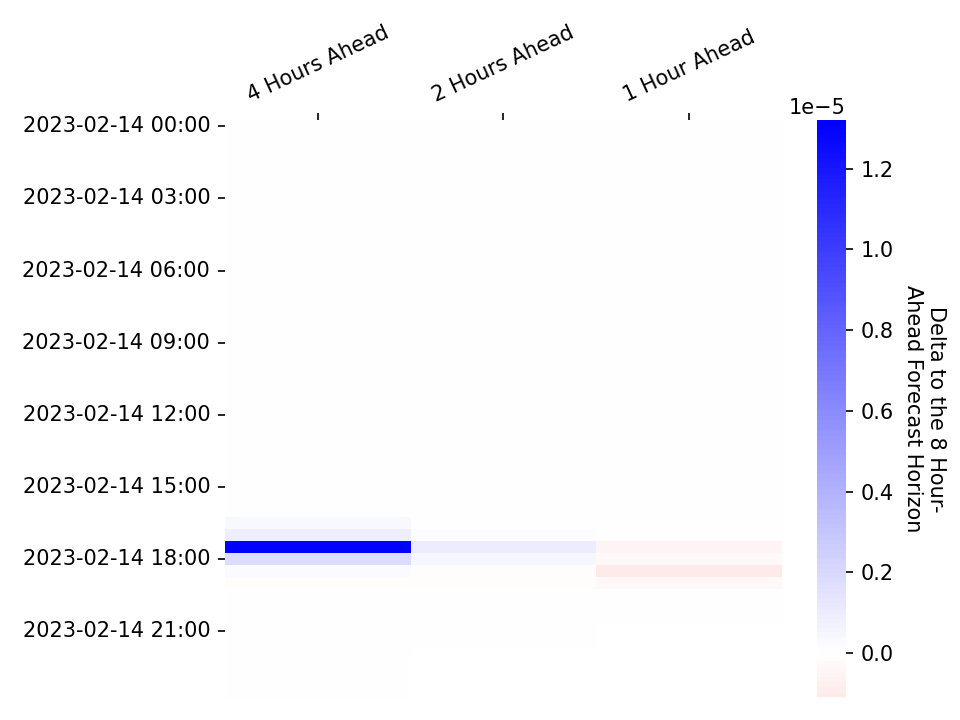 4 Hours Ahead
2 Hours Ahead
1 Hour Ahead
2023-02-14 00:00
2023-02-14 03:00
2023-02-14 06:00
2023-02-14 09:00
2023-02-14 12:00
2023-02-14 15:00
2023-02-14 18:00
2023-02-14 21:00
1e−5
1.2
1.0
0.8
0.6
0.4
0.2
0.0
Delta to the 8 Hour-
Ahead Forecast Horizon